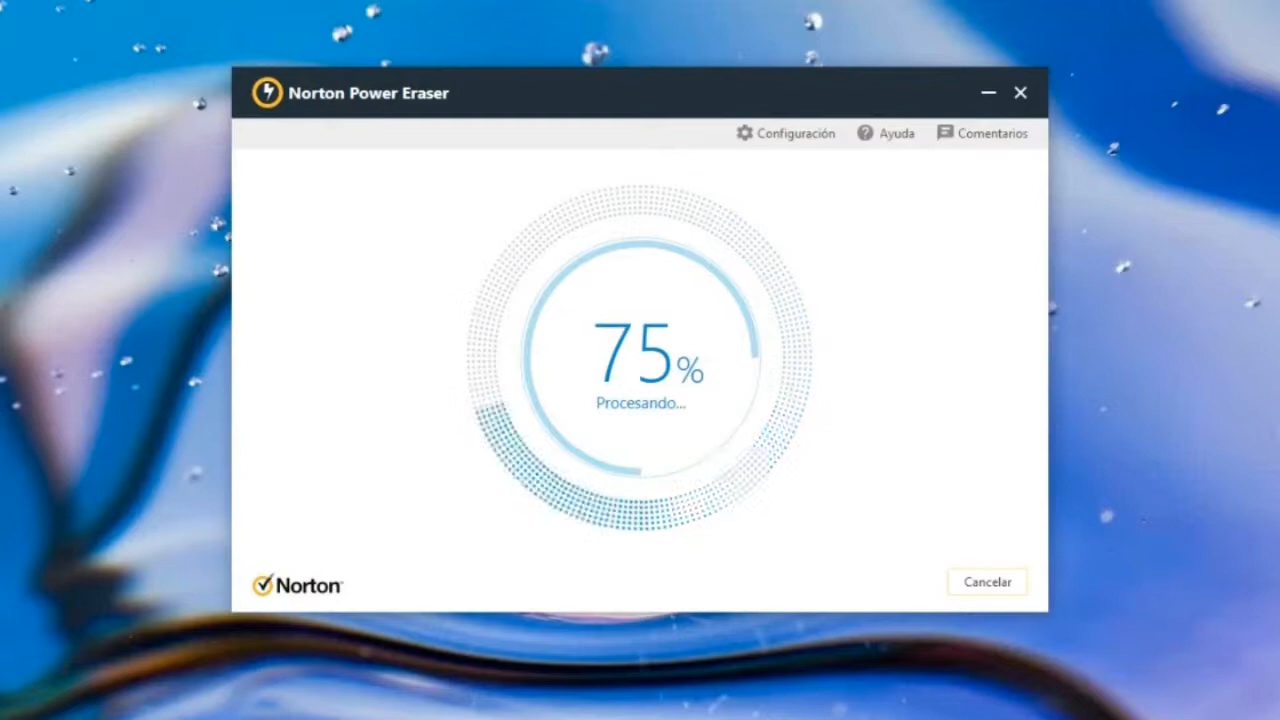 Norton Power Eraser
Configuración Ayuda Comentarios
75%
Procesando...
Norton
Cancelar